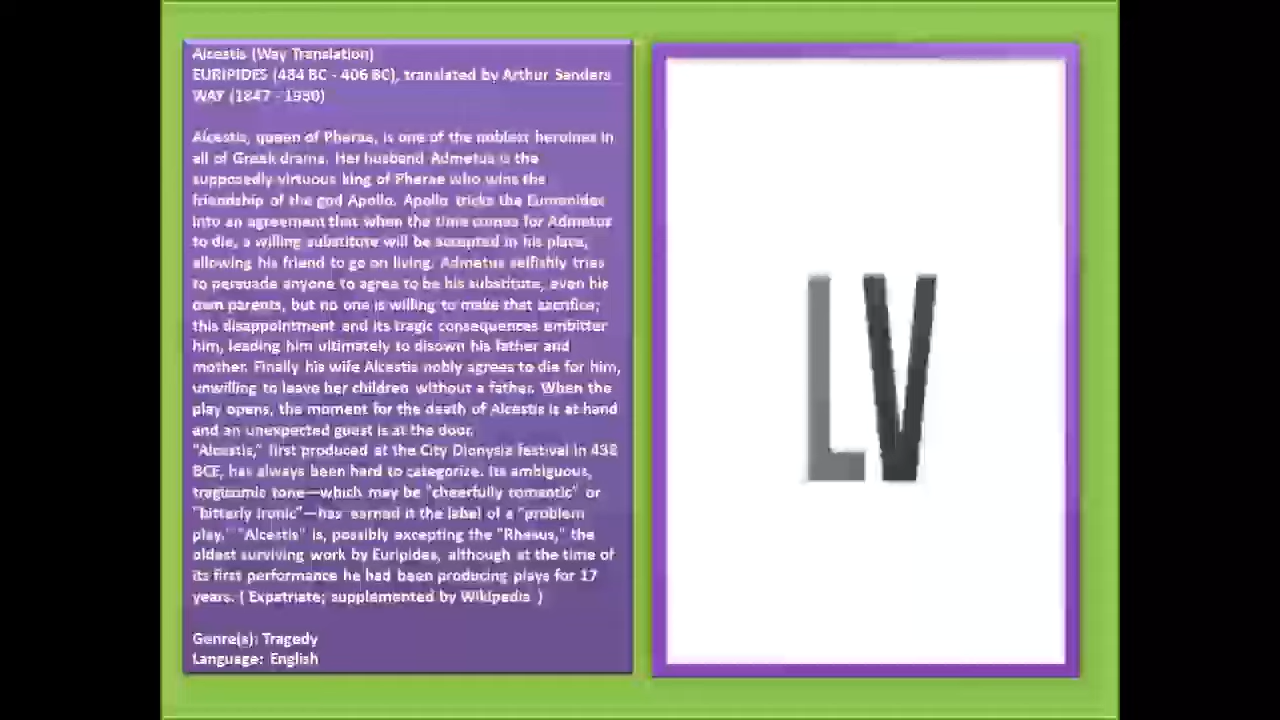 Alcestis (Way Translation)
EURIPIDES (484 BC - 406 BC), translated by Arthur Sanders
WAY (1847 - 1930)
Alcestis, queen of Pherae, is one of the noblest heroines in
all of Greek drama. Her husband Admetus is the
supposedly virtuous king of Pherae who wins the
friendship of the god Apollo. Apollo tricks the Eumenides
into an agreement that when the time comes for Admetus
to die, a willing substitute will be accepted in his place,
allowing his friend to go on living. Admetus selfishly tries
to persuade anyone to agree to be his substitute, even his
own parents, but no one is willing to make that sacrifice;
this disappointment and its tragic consequences embitter
him, leading him ultimately to disown his father and
mother. Finally his wife Alcestis nobly agrees to die for him,
unwilling to leave her children without a father. When the
play opens, the moment for the death of Alcestis is at hand
and an unexpected guest is at the door.
"Alcestis," first produced at the City Dionysia festival in 438
BCE, has always been hard to categorize. Its ambiguous,
tragicomic tone—which may be "cheerfully romantic" or
"bitterly ironic"—has earned it the label of a "problem
play." "Alcestis" is, possibly excepting the "Rhesus," the
oldest surviving work by Euripides, although at the time of
its first performance he had been producing plays for 17
years. ( Expatriate; supplemented by Wikipedia )
Genre(s): Tragedy
Language: English
LV